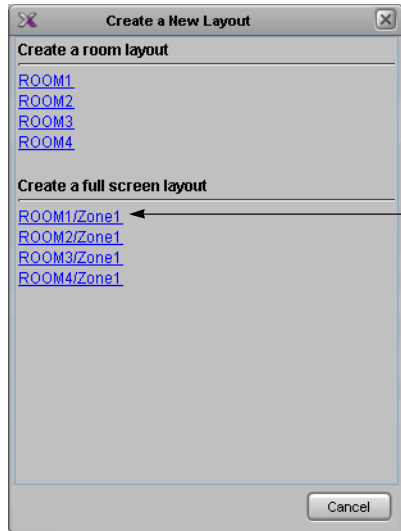 Create a New Layout
Create a room layout
ROOM1
ROOM2
ROOM3
ROOM4
Create a full screen layout
ROOM1/Zone1
ROOM2/Zone1
ROOM3/Zone1
ROOM4/Zone1
Cancel